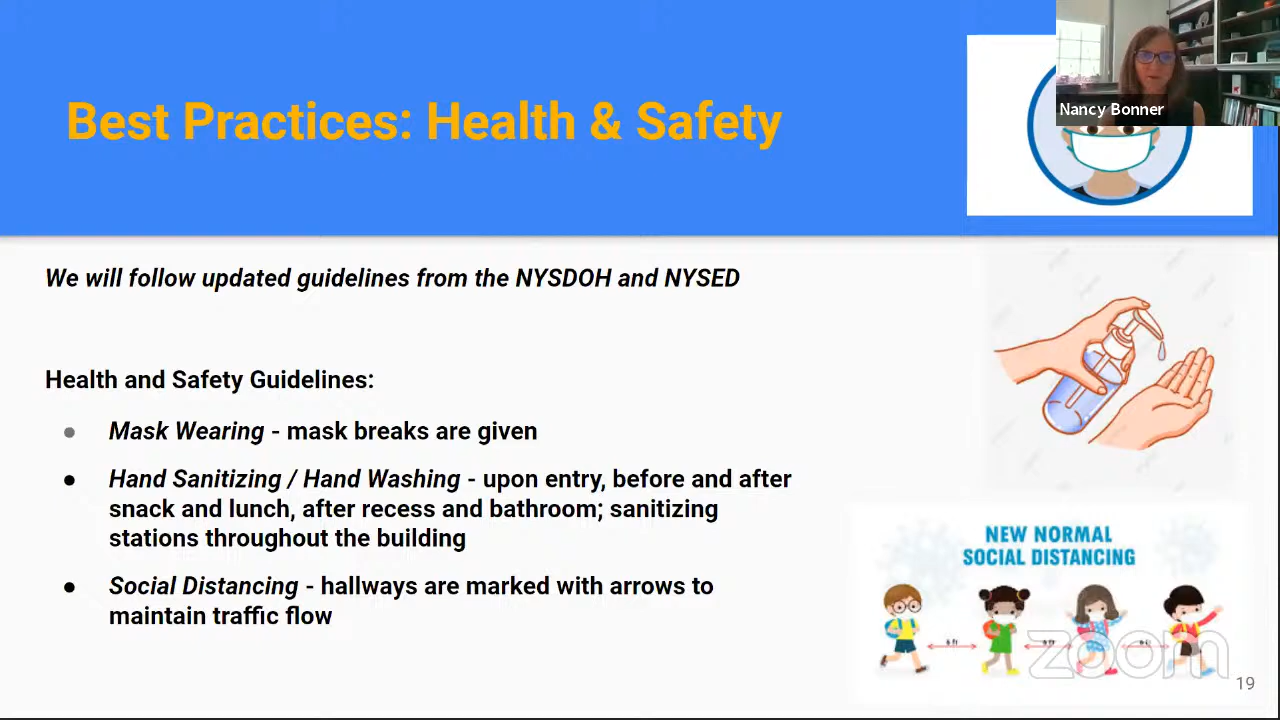 Best Practices: Health & Safety
Nancy Bonner
We will follow updated guidelines from the NYSDOH and NYSED
Health and Safety Guidelines:
● Mask Wearing - mask breaks are given
● Hand Sanitizing / Hand Washing - upon entry, before and after
snack and lunch, after recess and bathroom; sanitizing
stations throughout the building
● Social Distancing - hallways are marked with arrows to
maintain traffic flow
NEW NORMAL
SOCIAL DISTANCING
6 ft
zoom
19